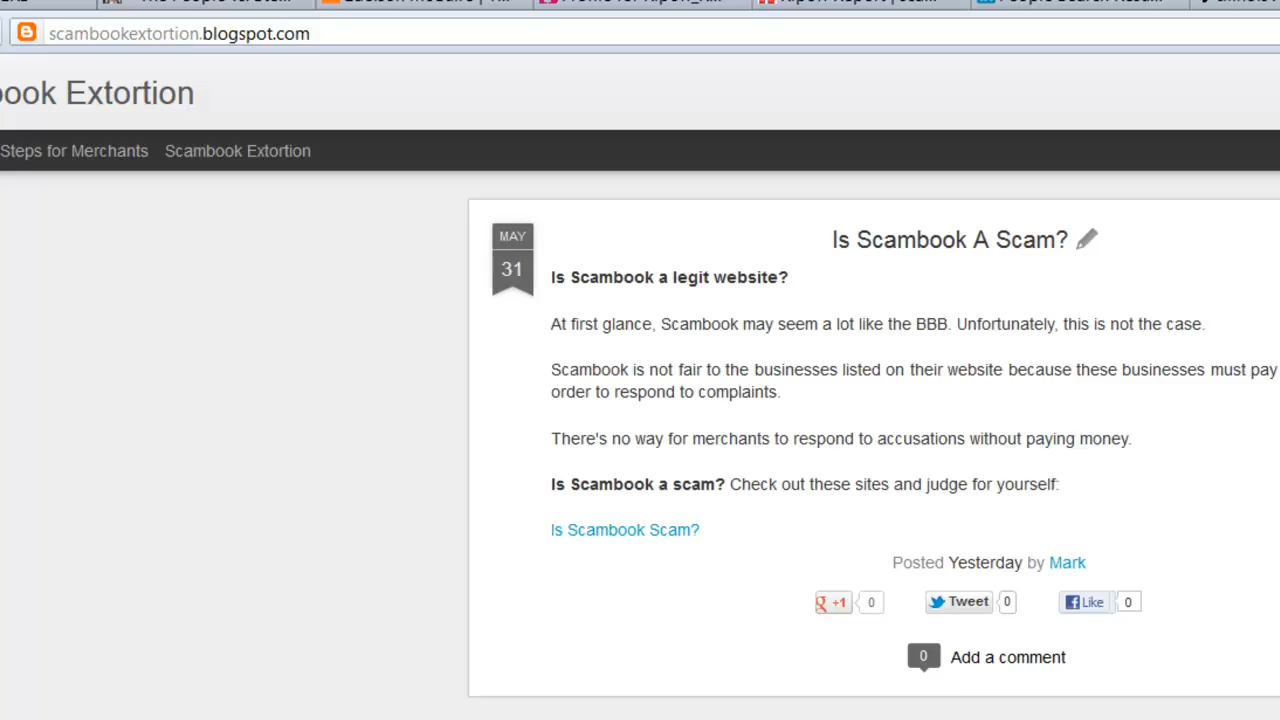 scambookextortion.blogspot.com
ook Extortion
Steps for Merchants Scambook Extortion
MAY
31
Is Scambook A Scam?
Is Scambook a legit website?
At first glance, Scambook may seem a lot like the BBB. Unfortunately, this is not the case.
Scambook is not fair to the businesses listed on their website because these businesses must pay
order to respond to complaints.
There's no way for merchants to respond to accusations without paying money.
Is Scambook a scam? Check out these sites and judge for yourself:
Is Scambook Scam?
Posted Yesterday by Mark
+1 0 Tweet 0 Like 0
0 Add a comment